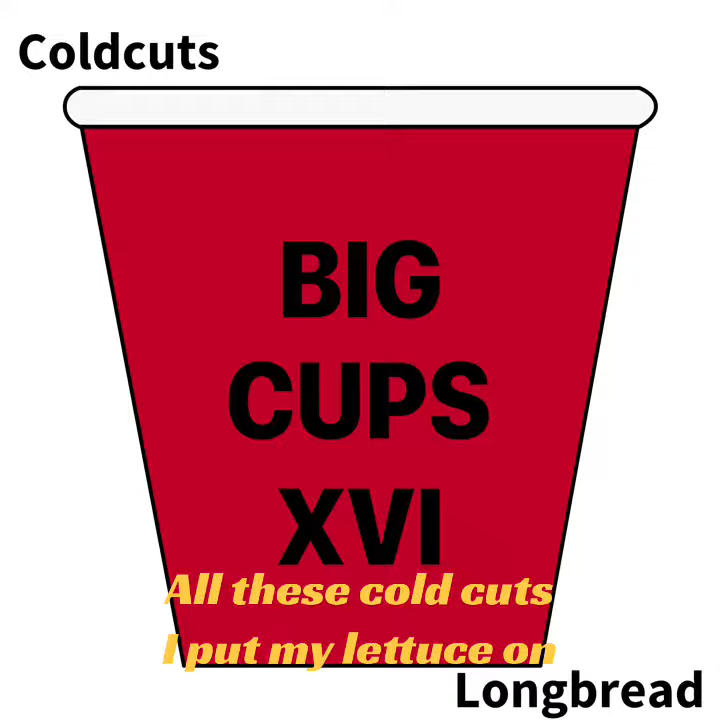 Coldcuts
BIG
CUPS
XVI
All these cold cuts
I put my lettuce on
Longbread